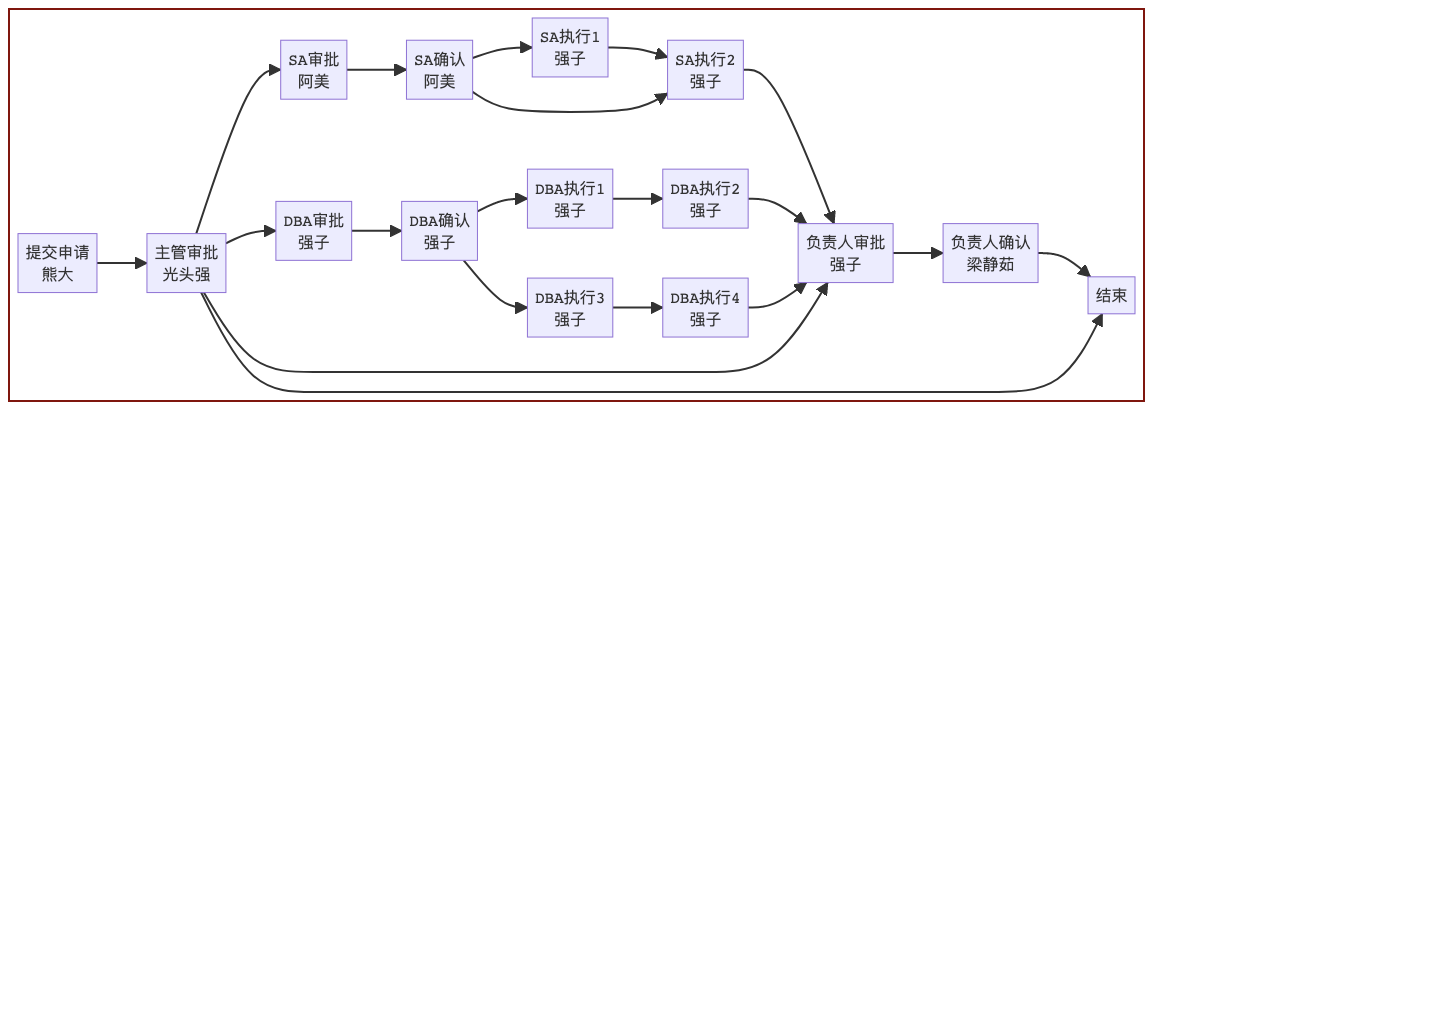 SA执行1
强子
SA审批
阿美
SA确认
阿美
SA执行2
强子
DBA执行1
强子
DBA执行2
强子
DBA审批
强子
DBA确认
强子
提交申请
熊大
主管审批
光头强
负责人审批
强子
负责人确认
梁静茹
DBA执行3
强子
DBA执行4
强子
结束